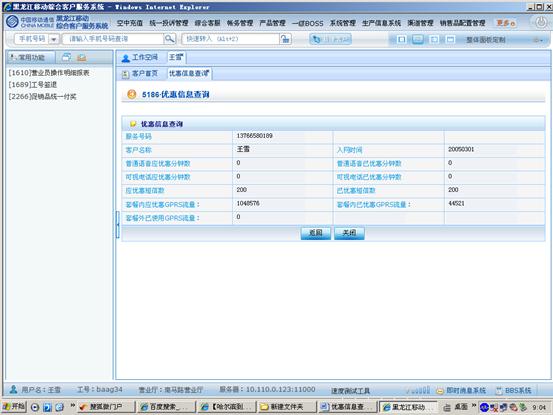 黑龙江移动综合客户服务系统 - Windows Internet Explorer
中国移动通信 CHINA MOBILE 黑龙江移动 综合客户服务系统 空中充值 统一投诉管理 综合客服 帐务管理 产品管理 一级BOSS 系统管理 生产信息系统 渠道管理 销售品配置管理 更多
手机号码 请输入手机号码查询 快速转入 (Alt+2) 整体面板定制
常用功能 工作空间 王雪
[1610]营业员操作明细报表
[1689]工号签退
[2266]促销品统一付奖
客户首页 优惠信息查询
5186-优惠信息查询
优惠信息查询
服务号码 13766580189
客户名称 王雪 入网时间 20050301
普通语音应优惠分钟数 0 普通语音已优惠分钟数 0
可视电话应优惠分钟数 0 可视电话已优惠分钟数 0
应优惠短信数 200 已优惠短信数 200
套餐内应优惠GPRS流量： 1048576 套餐内已优惠GPRS流量： 44521
套餐外已使用GPRS流量： 0
返回 关闭
用户名：王雪 工号：baag34 营业厅：南马路营业厅 服务器：10.110.0.123:11000 速度测试工具 即时消息系统 BBS系统
开始 搜狐微门户 百度搜索_... 【哈尔滨到... 新建文件夹 优惠信息查... 黑龙江移动... 桌面 9:04